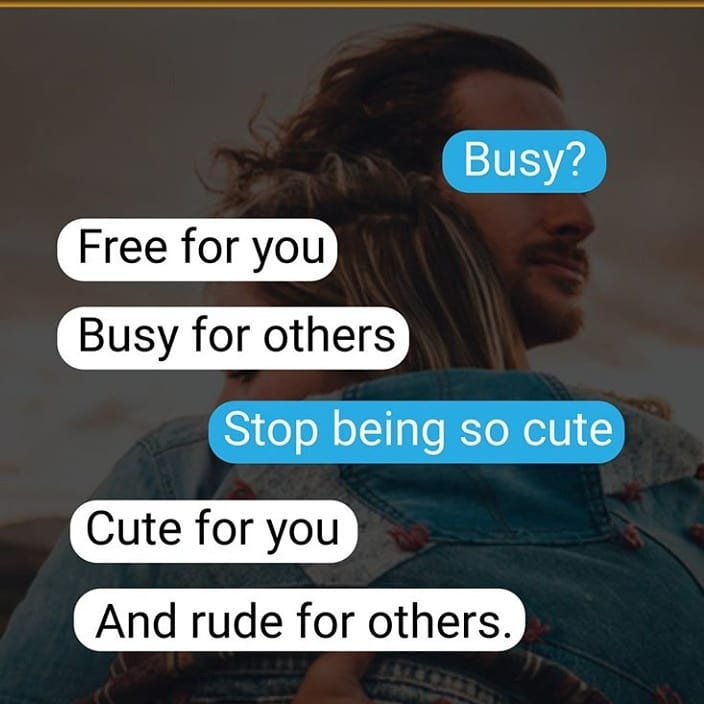 Busy?
Free for you
Busy for others
Stop being so cute
Cute for you
And rude for others.